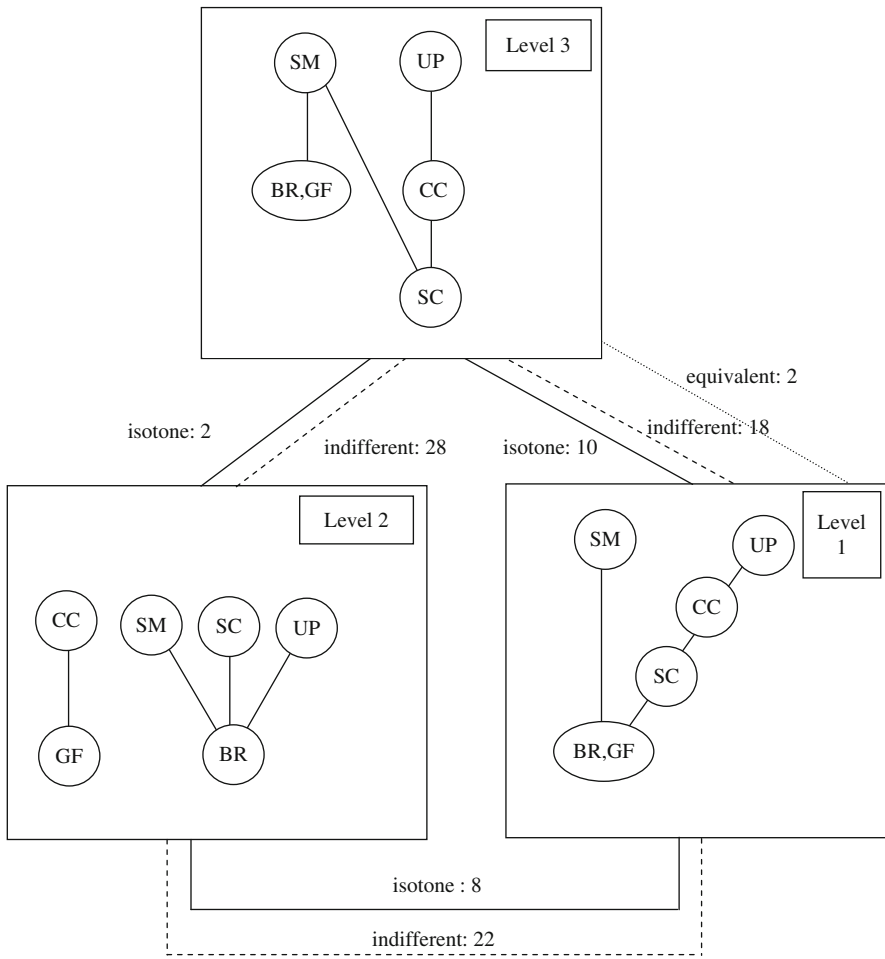 SM
UP
Level 3
BR,GF
CC
SC
equivalent: 2
isotone: 2
indifferent: 28
isotone: 10
indifferent: 18
Level 2
CC
SM
SC
UP
GF
BR
Level
1
SM
UP
CC
SC
BR,GF
isotone : 8
indifferent: 22